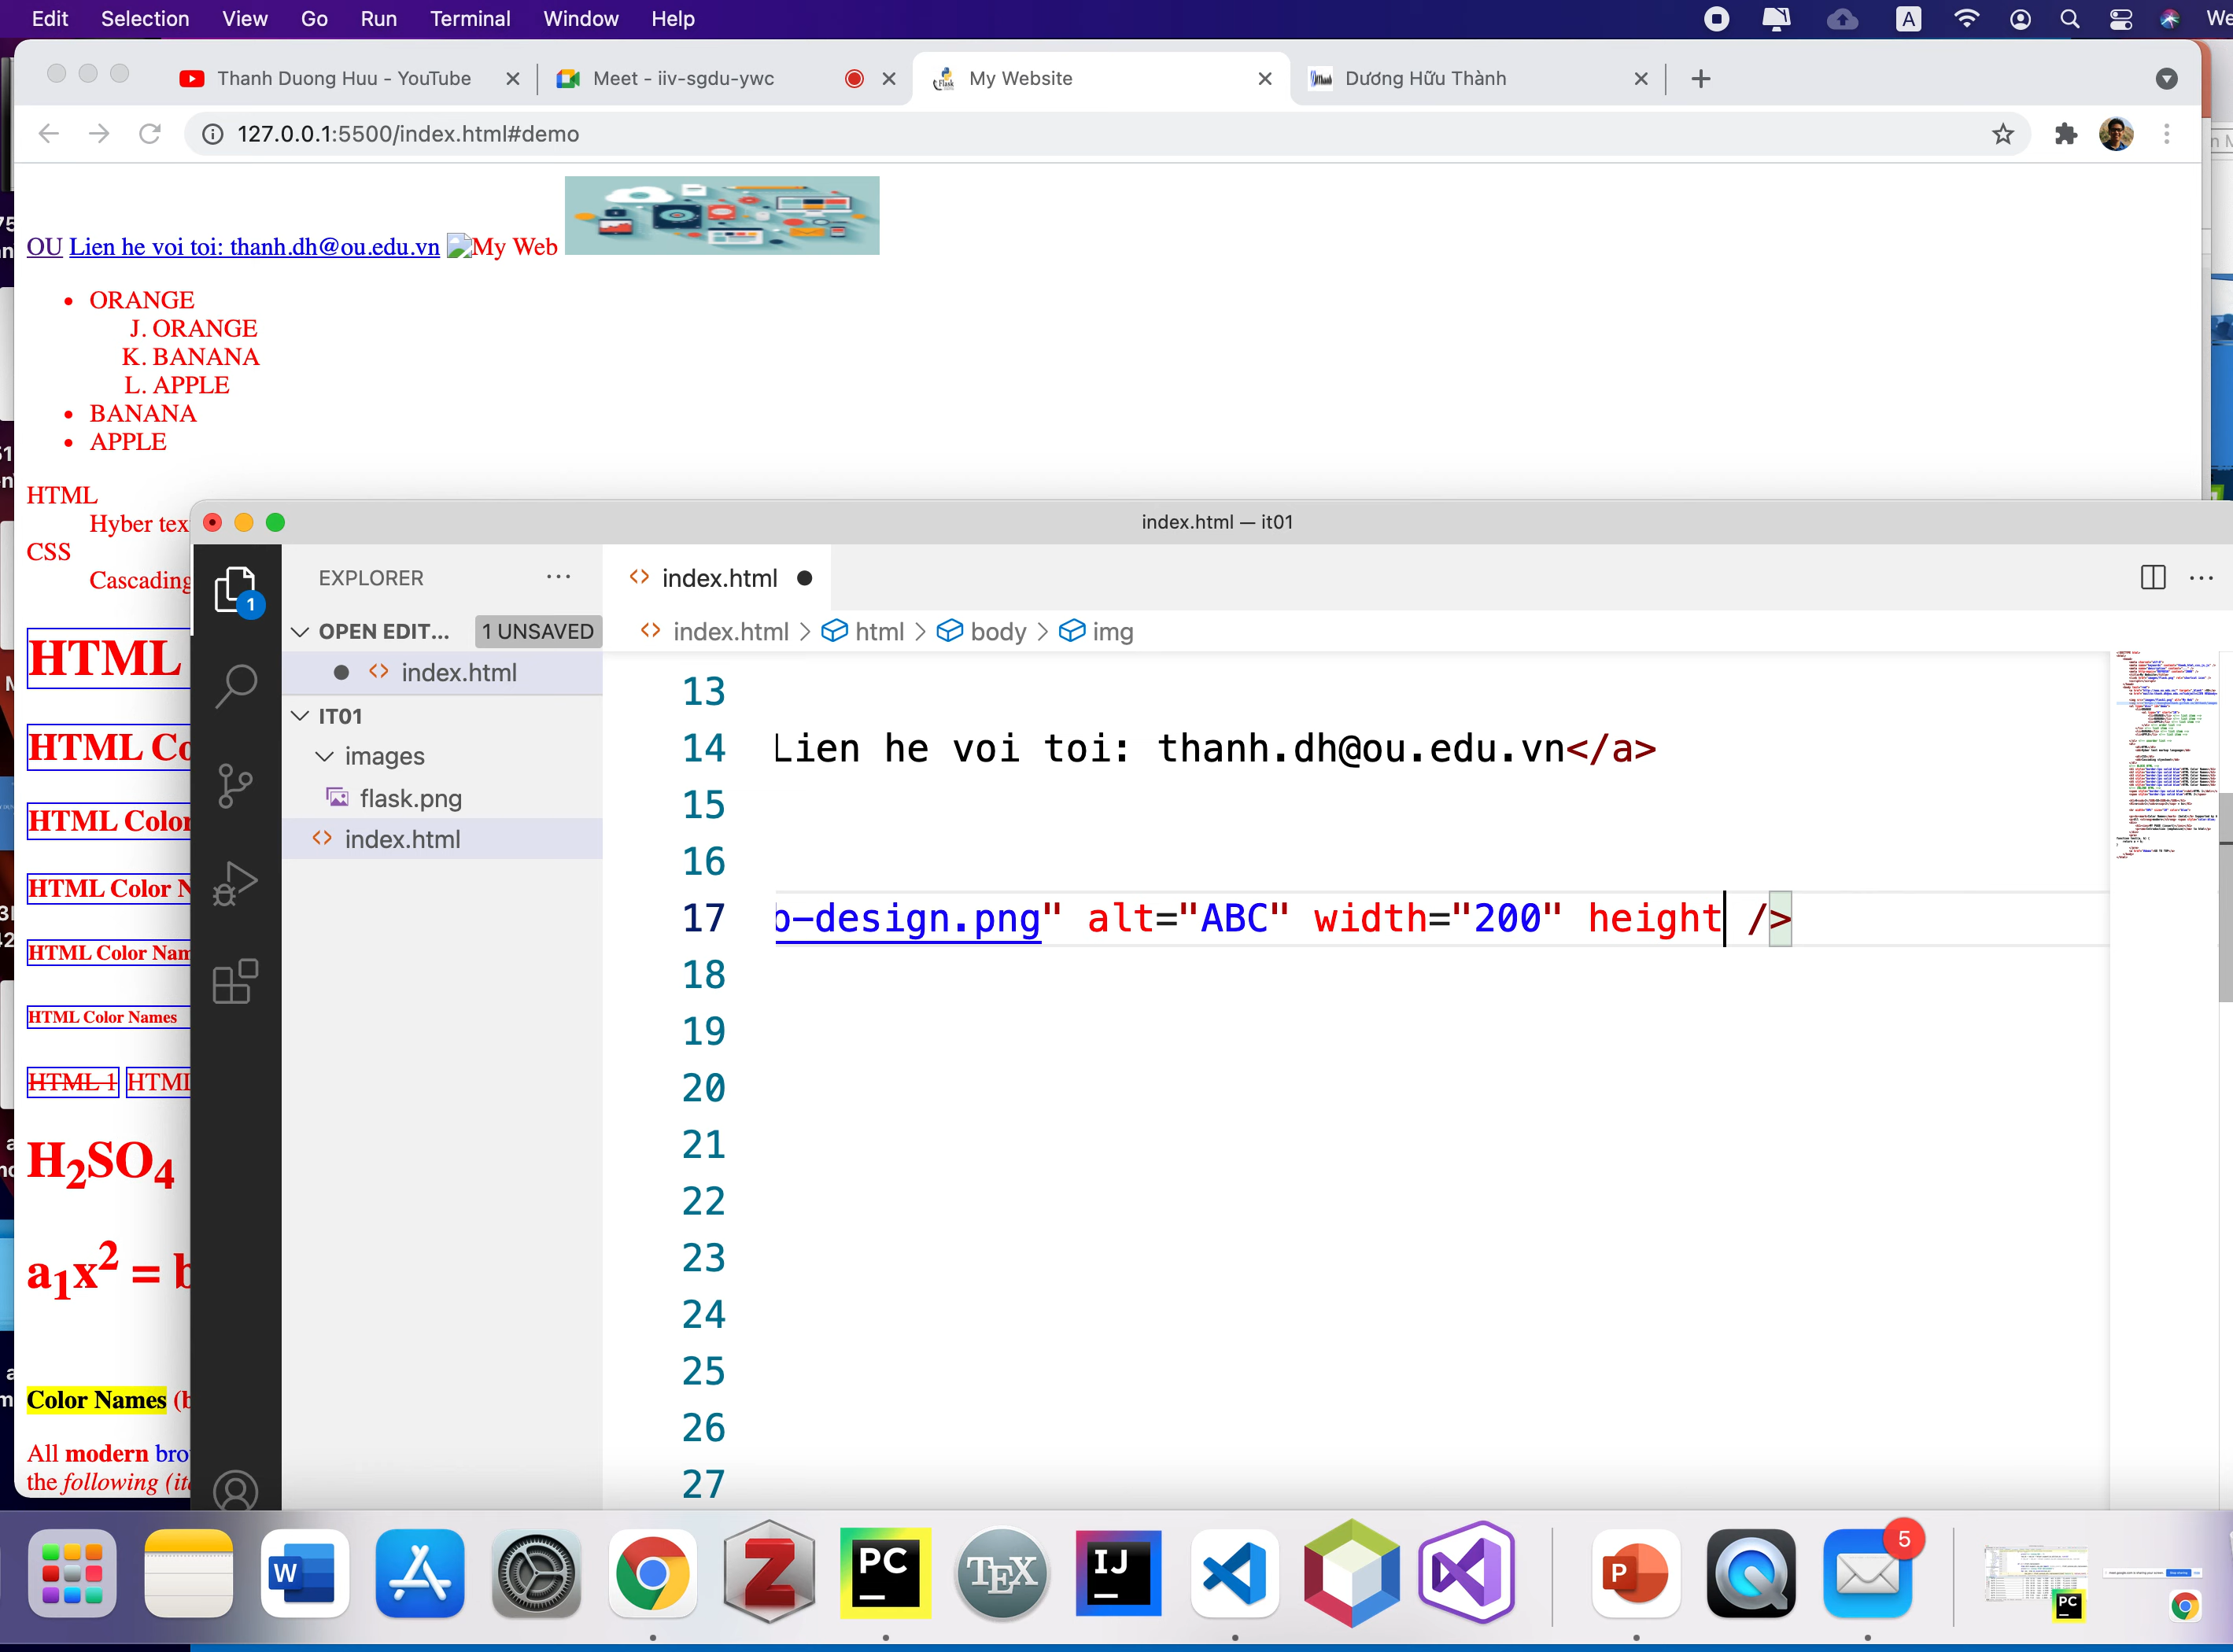 Edit Selection View Go Run Terminal Window Help
Thanh Duong Huu - YouTube
Meet - iiv-sgdu-ywc
My Website
Dương Hữu Thành
127.0.0.1:5500/index.html#demo
OU Lien he voi toi: thanh.dh@ou.edu.vn My Web
• ORANGE
J. ORANGE
K. BANANA
L. APPLE
• BANANA
• APPLE
HTML
Hyber tex
CSS
Cascading
HTML
HTML Co
HTML Color
HTML Color N
HTML Color Nam
HTML Color Names
HTML 1 HTML
H₂SO₄
a₁x² = b
Color Names (b
All modern bro
the following (ita
index.html — it01
EXPLORER
index.html
OPEN EDIT... 1 UNSAVED
index.html > html > body > img
index.html
IT01
images
flask.png
index.html
1
13
14 Lien he voi toi: thanh.dh@ou.edu.vn</a>
15
16
17 b-design.png" alt="ABC" width="200" height />
18
19
20
21
22
23
24
25
26
27
W
Z
PC
TEX
IJ
P
5
PC